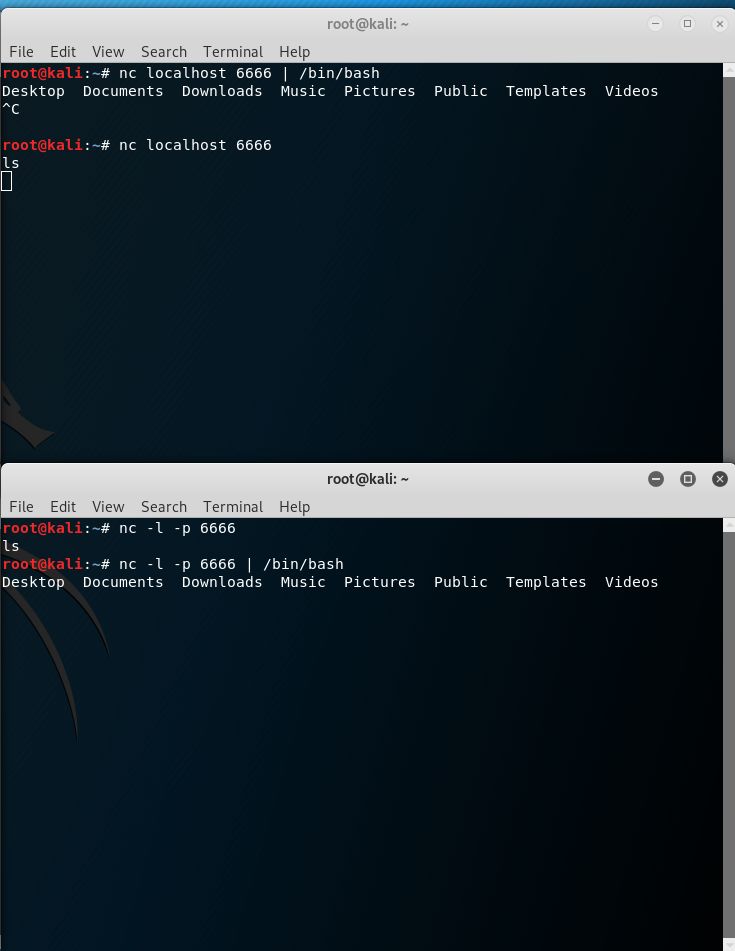 root@kali: ~
File Edit View Search Terminal Help
root@kali:~# nc localhost 6666 | /bin/bash
Desktop  Documents  Downloads  Music  Pictures  Public  Templates  Videos
^C
root@kali:~# nc localhost 6666
ls
root@kali: ~
File Edit View Search Terminal Help
root@kali:~# nc -l -p 6666
ls
root@kali:~# nc -l -p 6666 | /bin/bash
Desktop  Documents  Downloads  Music  Pictures  Public  Templates  Videos